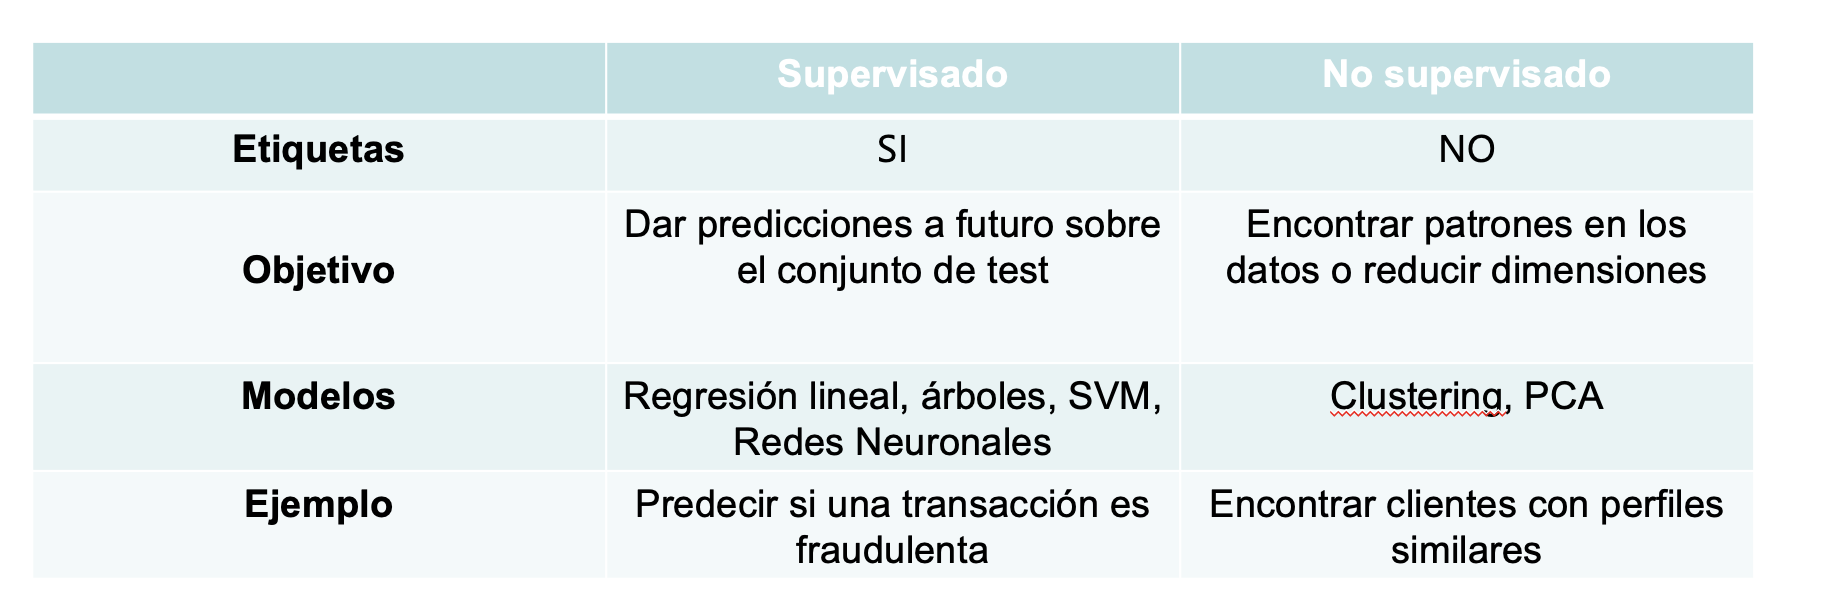 Supervisado
No supervisado
Etiquetas
SI
NO
Objetivo
Dar predicciones a futuro sobre
el conjunto de test
Encontrar patrones en los
datos o reducir dimensiones
Modelos
Regresión lineal, árboles, SVM,
Redes Neuronales
Clustering, PCA
Ejemplo
Predecir si una transacción es
fraudulenta
Encontrar clientes con perfiles
similares